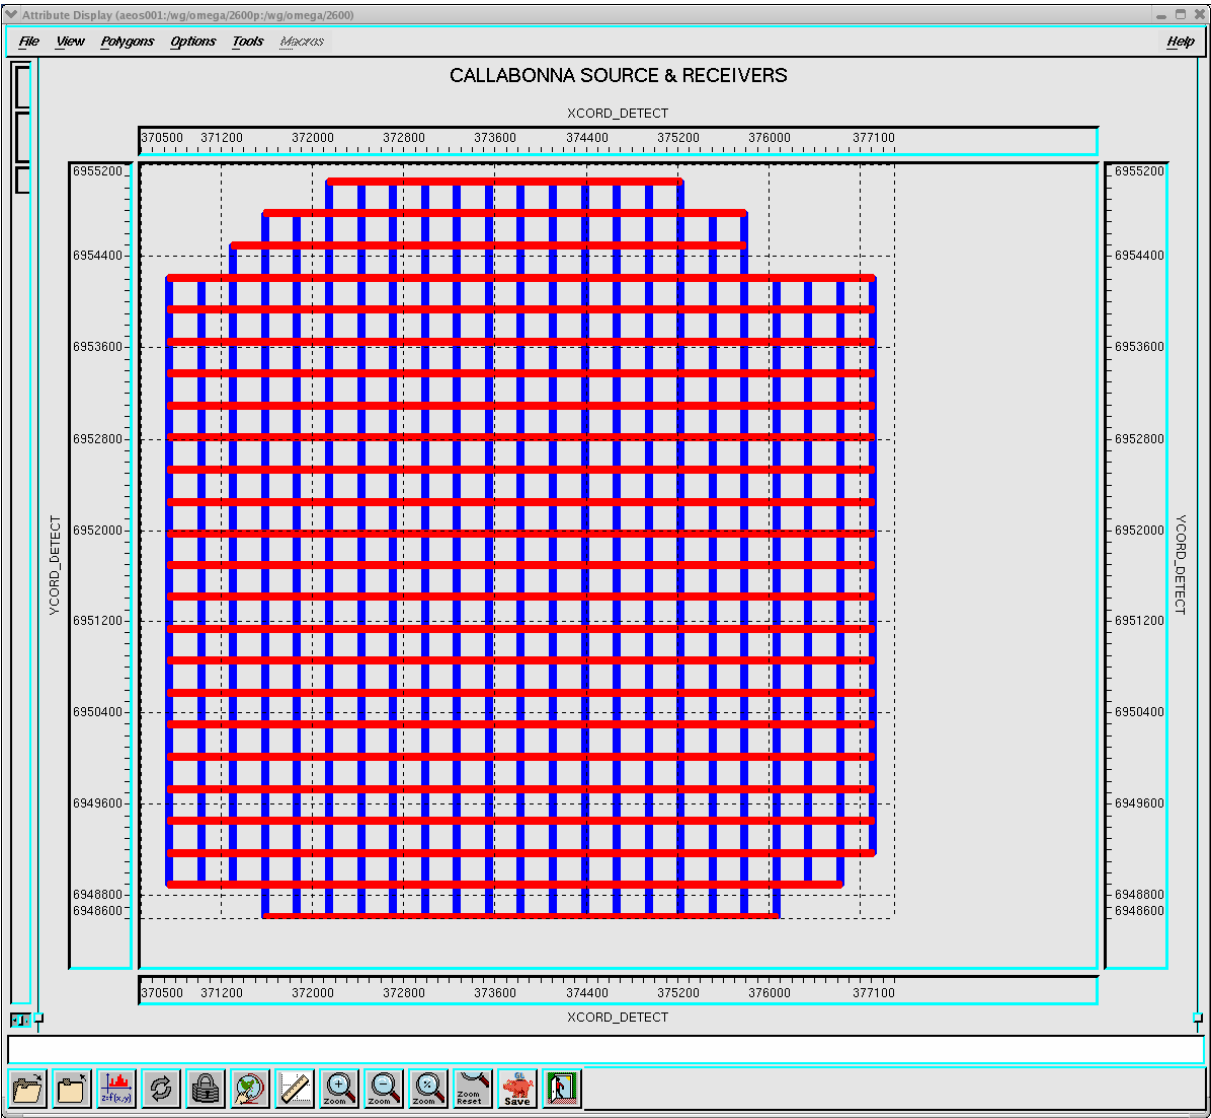 Attribute Display (aeos001:/wg/omega/2600p:/wg/omega/2600)
File View Polygons Options Tools Macros Help
CALLABONNA SOURCE & RECEIVERS
XCORD_DETECT
370500 371200 372000 372800 373600 374400 375200 376000 377100
6955200 6955200
6954400 6954400
6953600 6953600
6952800 6952800
6952000 6952000
YCORD_DETECT YCORD_DETECT
6951200 6951200
6950400 6950400
6949600 6949600
6948800 6948800
6948600 6948600
370500 371200 372000 372800 373600 374400 375200 376000 377100
XCORD_DETECT
z=f(x,y) Zoom Zoom Zoom Zoom Reset Save